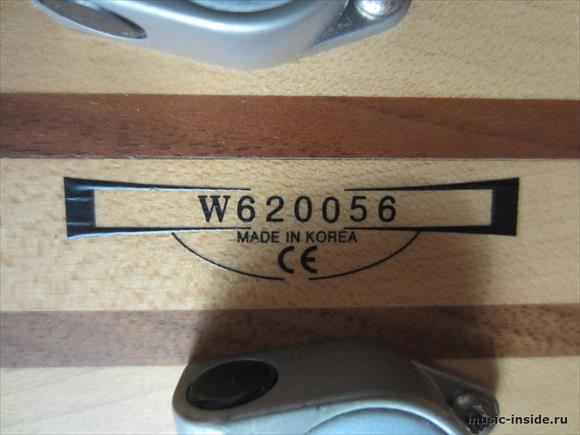 W620056
MADE IN KOREA
CE
music-inside.ru